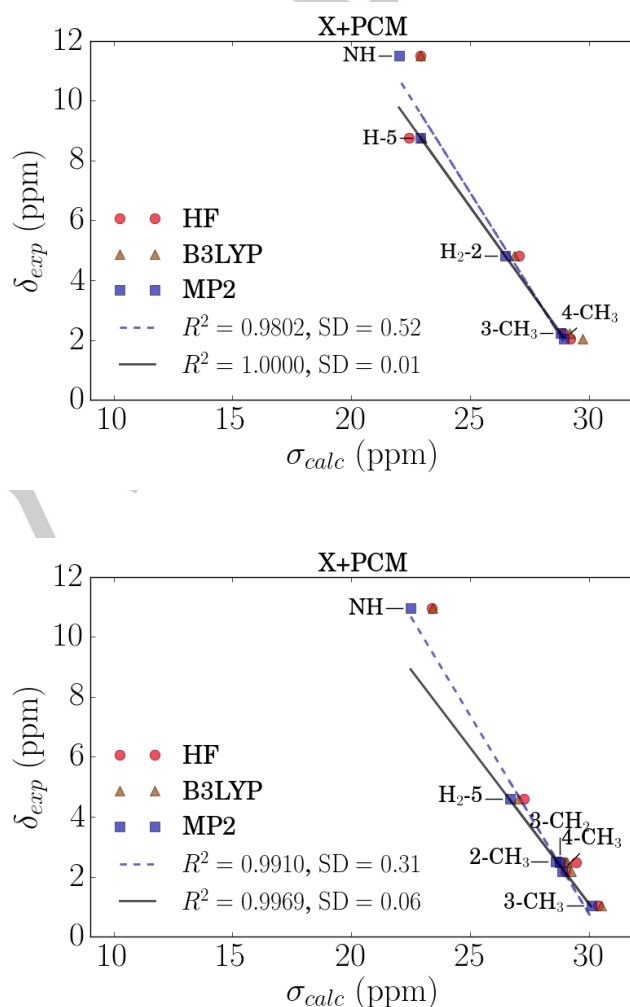 X+PCM
12
10
8
6
4
2
0
δexp (ppm)
NH
H-5
H₂-2
4-CH₃
3-CH₃
HF
B3LYP
MP2
R² = 0.9802, SD = 0.52
R² = 1.0000, SD = 0.01
10 15 20 25 30
σcalc (ppm)
X+PCM
12
10
8
6
4
2
0
δexp (ppm)
NH
H₂-5
3-CH₂
4-CH₃
2-CH₃
3-CH₃
HF
B3LYP
MP2
R² = 0.9910, SD = 0.31
R² = 0.9969, SD = 0.06
10 15 20 25 30
σcalc (ppm)